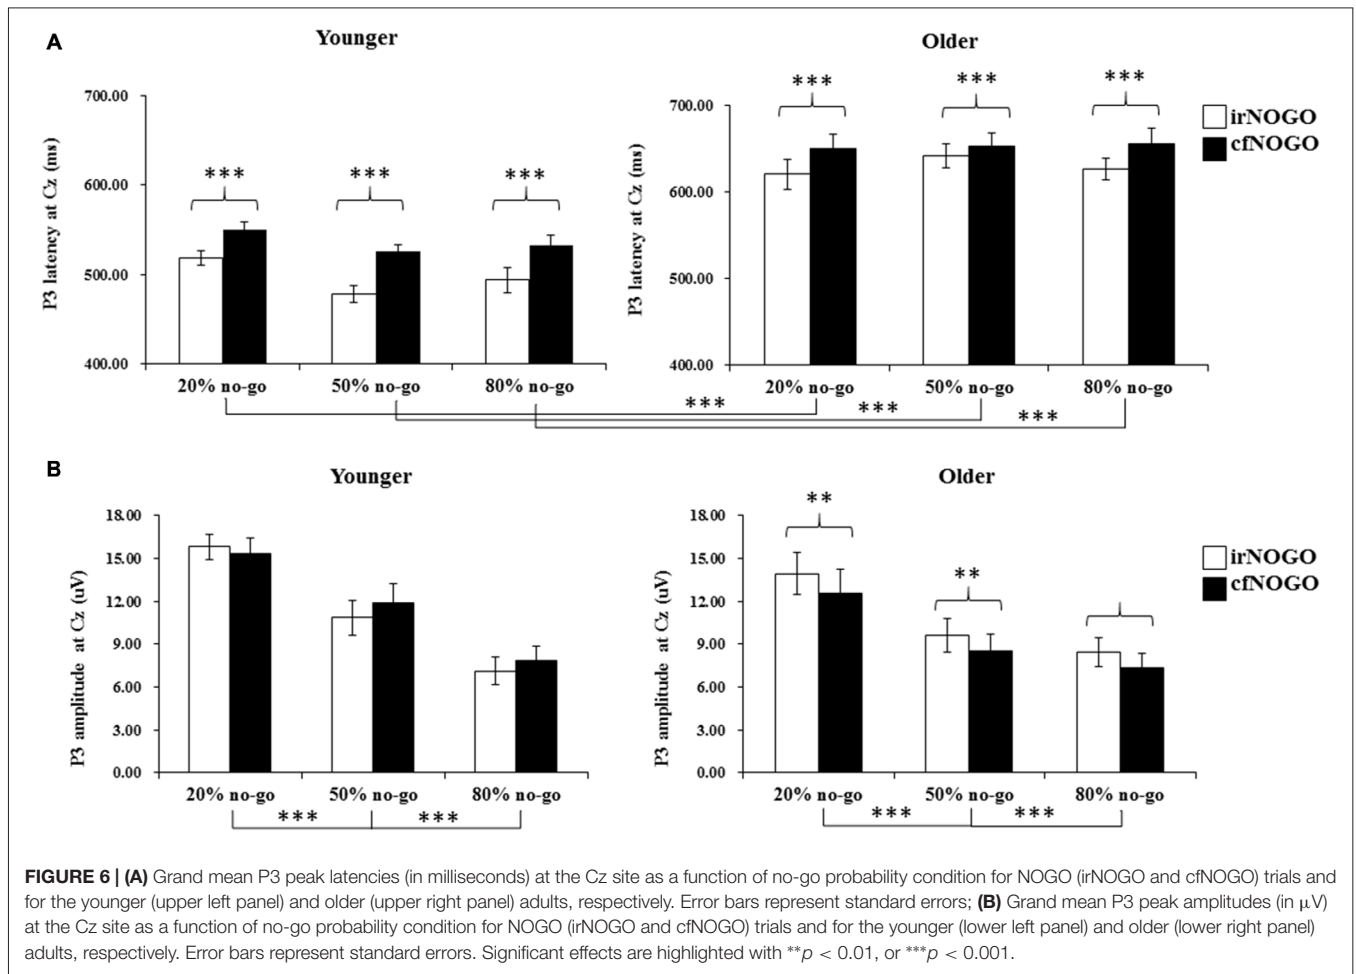 A
Younger
Older
***
***
***
***
***
***
700.00
600.00
500.00
400.00
P3 latency at Cz (ms)
20% no-go
50% no-go
80% no-go
700.00
600.00
500.00
400.00
P3 latency at Cz (ms)
20% no-go
50% no-go
80% no-go
irNOGO
cfNOGO
***
***
***
B
Younger
Older
18.00
15.00
12.00
9.00
6.00
3.00
0.00
P3 amplitude at Cz (uV)
20% no-go
50% no-go
80% no-go
***
***
**
**
18.00
15.00
12.00
9.00
6.00
3.00
0.00
P3 amplitude at Cz (uV)
20% no-go
50% no-go
80% no-go
***
***
irNOGO
cfNOGO
FIGURE 6 | (A) Grand mean P3 peak latencies (in milliseconds) at the Cz site as a function of no-go probability condition for NOGO (irNOGO and cfNOGO) trials and
for the younger (upper left panel) and older (upper right panel) adults, respectively. Error bars represent standard errors; (B) Grand mean P3 peak amplitudes (in μV)
at the Cz site as a function of no-go probability condition for NOGO (irNOGO and cfNOGO) trials and for the younger (lower left panel) and older (lower right panel)
adults, respectively. Error bars represent standard errors. Significant effects are highlighted with **p < 0.01, or ***p < 0.001.